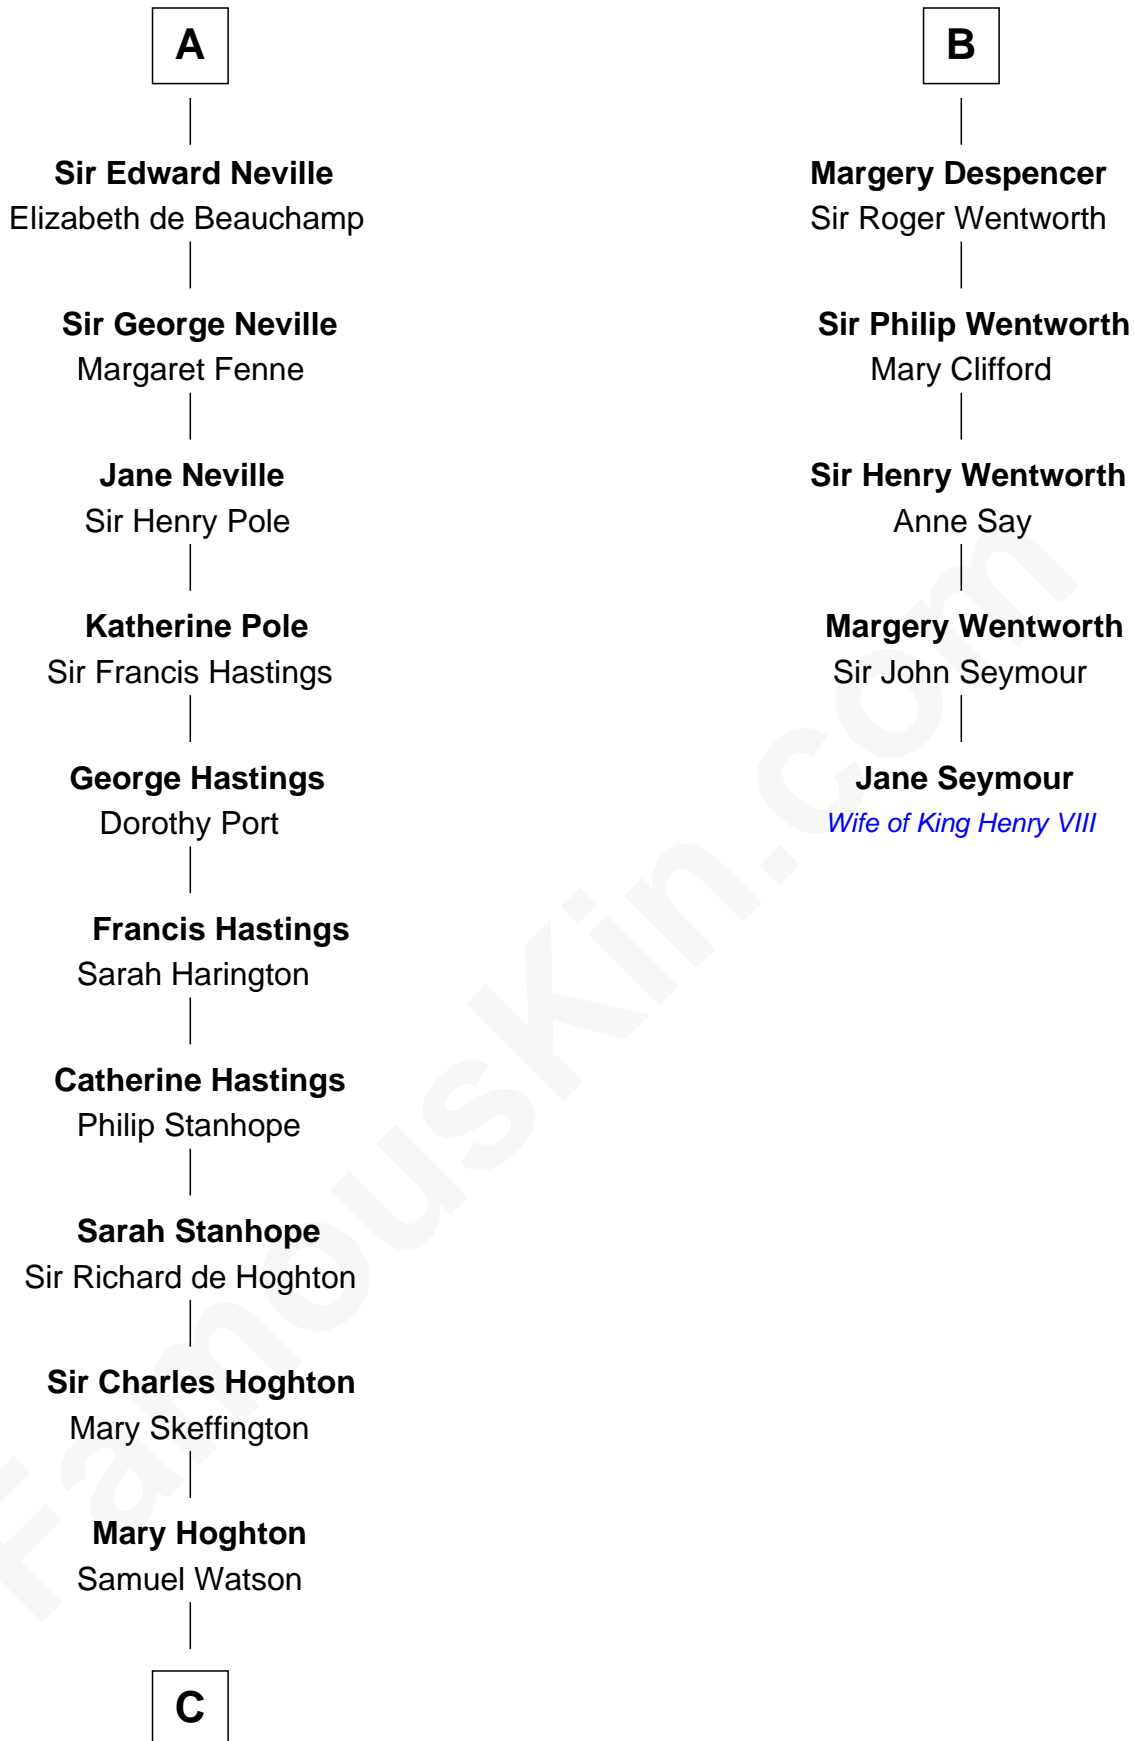 A
Sir Edward Neville
Elizabeth de Beauchamp
Sir George Neville
Margaret Fenne
Jane Neville
Sir Henry Pole
Katherine Pole
Sir Francis Hastings
George Hastings
Dorothy Port
Francis Hastings
Sarah Harington
Catherine Hastings
Philip Stanhope
Sarah Stanhope
Sir Richard de Hoghton
Sir Charles Hoghton
Mary Skeffington
Mary Hoghton
Samuel Watson
C
B
Margery Despencer
Sir Roger Wentworth
Sir Philip Wentworth
Mary Clifford
Sir Henry Wentworth
Anne Say
Margery Wentworth
Sir John Seymour
Jane Seymour
Wife of King Henry VIII
FamousKin.com